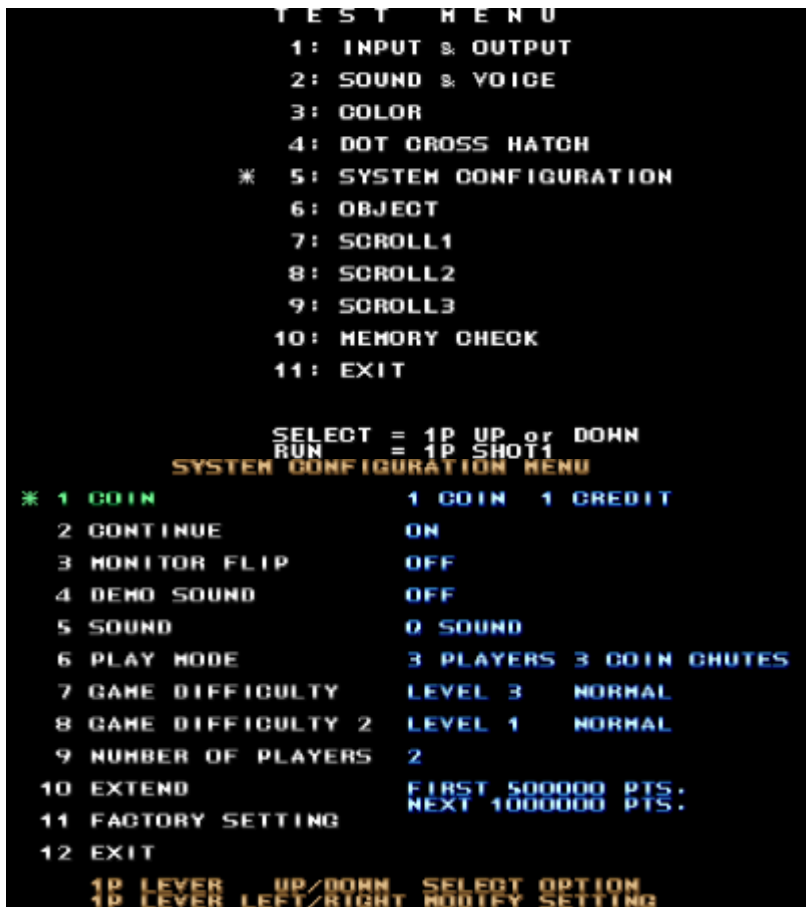 TEST MENU
1: INPUT & OUTPUT
2: SOUND & VOICE
3: COLOR
4: DOT CROSS HATCH
* 5: SYSTEM CONFIGURATION
6: OBJECT
7: SCROLL1
8: SCROLL2
9: SCROLL3
10: MEMORY CHECK
11: EXIT
SELECT = 1P UP or DOWN
RUN = 1P SHOT1
SYSTEM CONFIGURATION MENU
* 1 COIN 1 COIN 1 CREDIT
2 CONTINUE ON
3 MONITOR FLIP OFF
4 DEMO SOUND OFF
5 SOUND Q SOUND
6 PLAY MODE 3 PLAYERS 3 COIN CHUTES
7 GAME DIFFICULTY LEVEL 3 NORMAL
8 GAME DIFFICULTY 2 LEVEL 1 NORMAL
9 NUMBER OF PLAYERS 2
10 EXTEND FIRST 500000 PTS.
NEXT 1000000 PTS.
11 FACTORY SETTING
12 EXIT
1P LEVER UP/DOWN SELECT OPTION
1P LEVER LEFT/RIGHT MODIFY SETTING